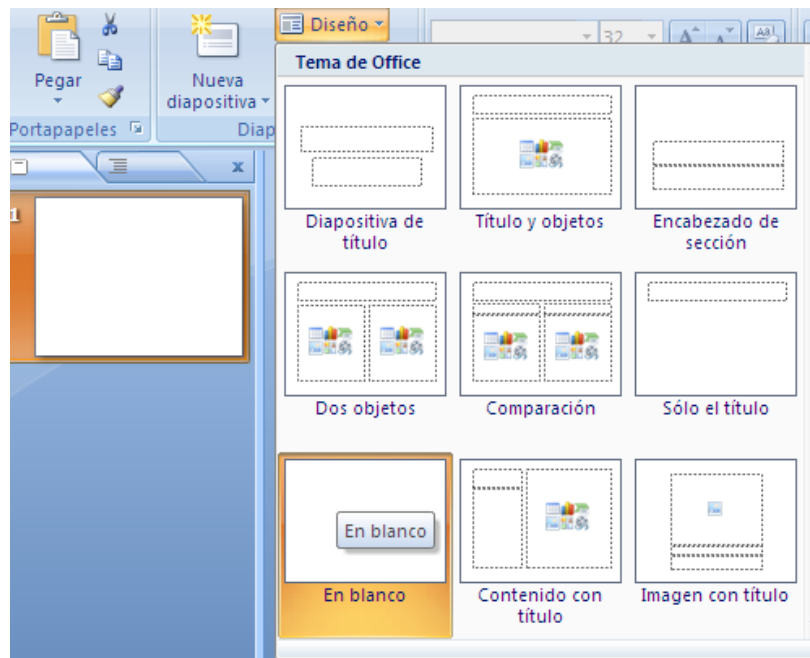 Diseño
32
Pegar
Nueva
diapositiva
Portapapeles
Diap
1
Tema de Office
Diapositiva de
título
Título y objetos
Encabezado de
sección
Dos objetos
Comparación
Sólo el título
En blanco
En blanco
Contenido con
título
Imagen con título